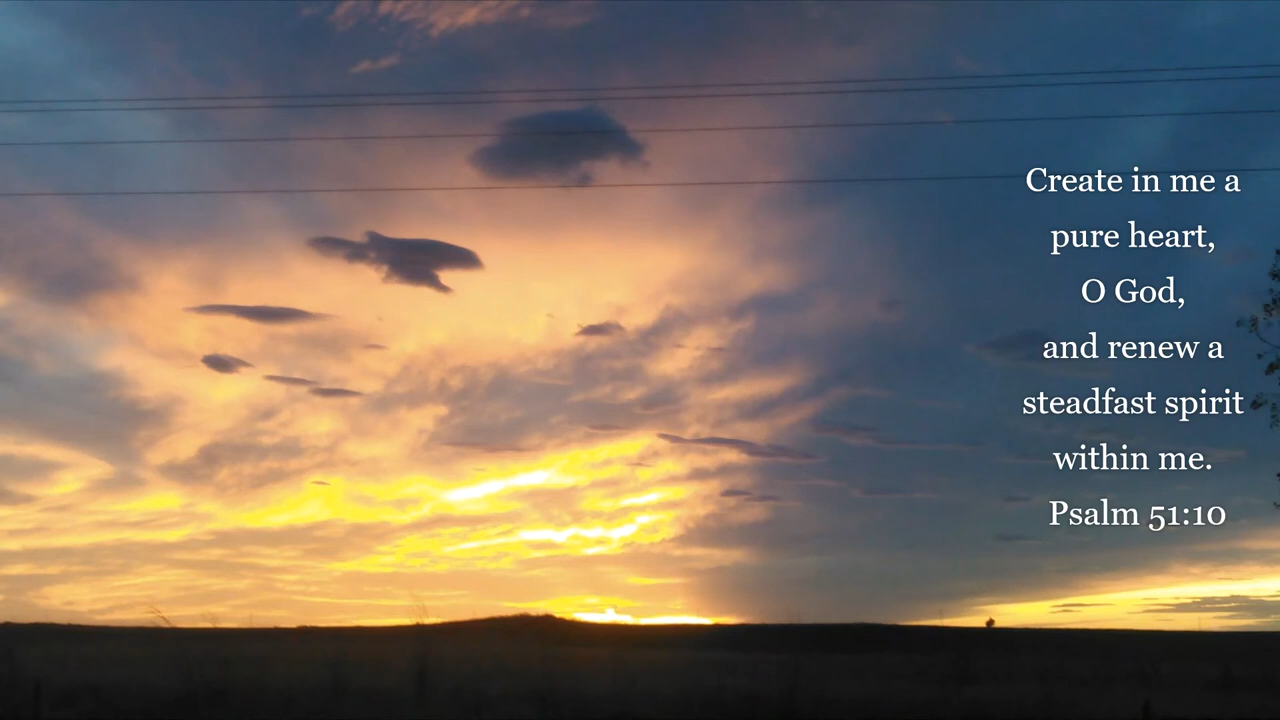 Create in me a
pure heart,
O God,
and renew a
steadfast spirit
within me.
Psalm 51:10